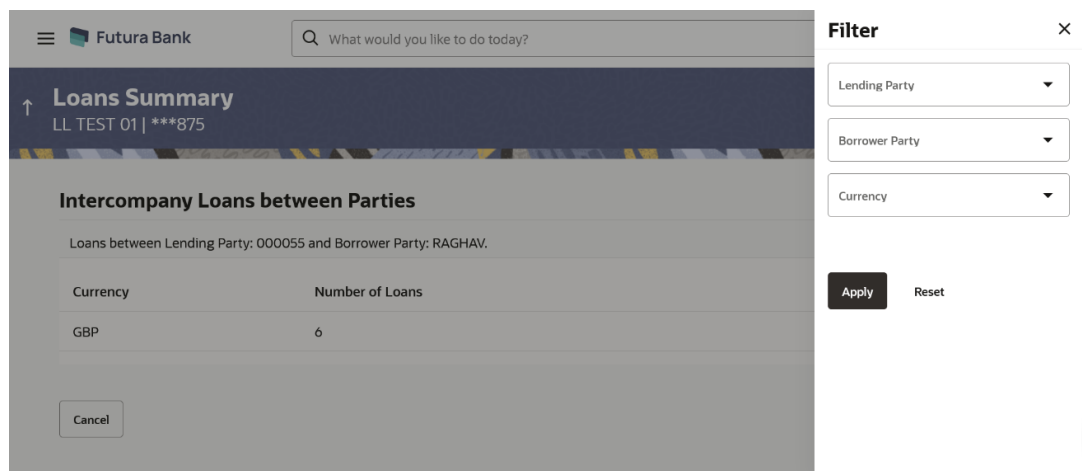 Futura Bank
What would you like to do today?
Loans Summary
LL TEST 01 | ***875
Intercompany Loans between Parties
Loans between Lending Party: 000055 and Borrower Party: RAGHAV.
Currency Number of Loans
GBP 6
Cancel
Filter
Lending Party
Borrower Party
Currency
Apply Reset